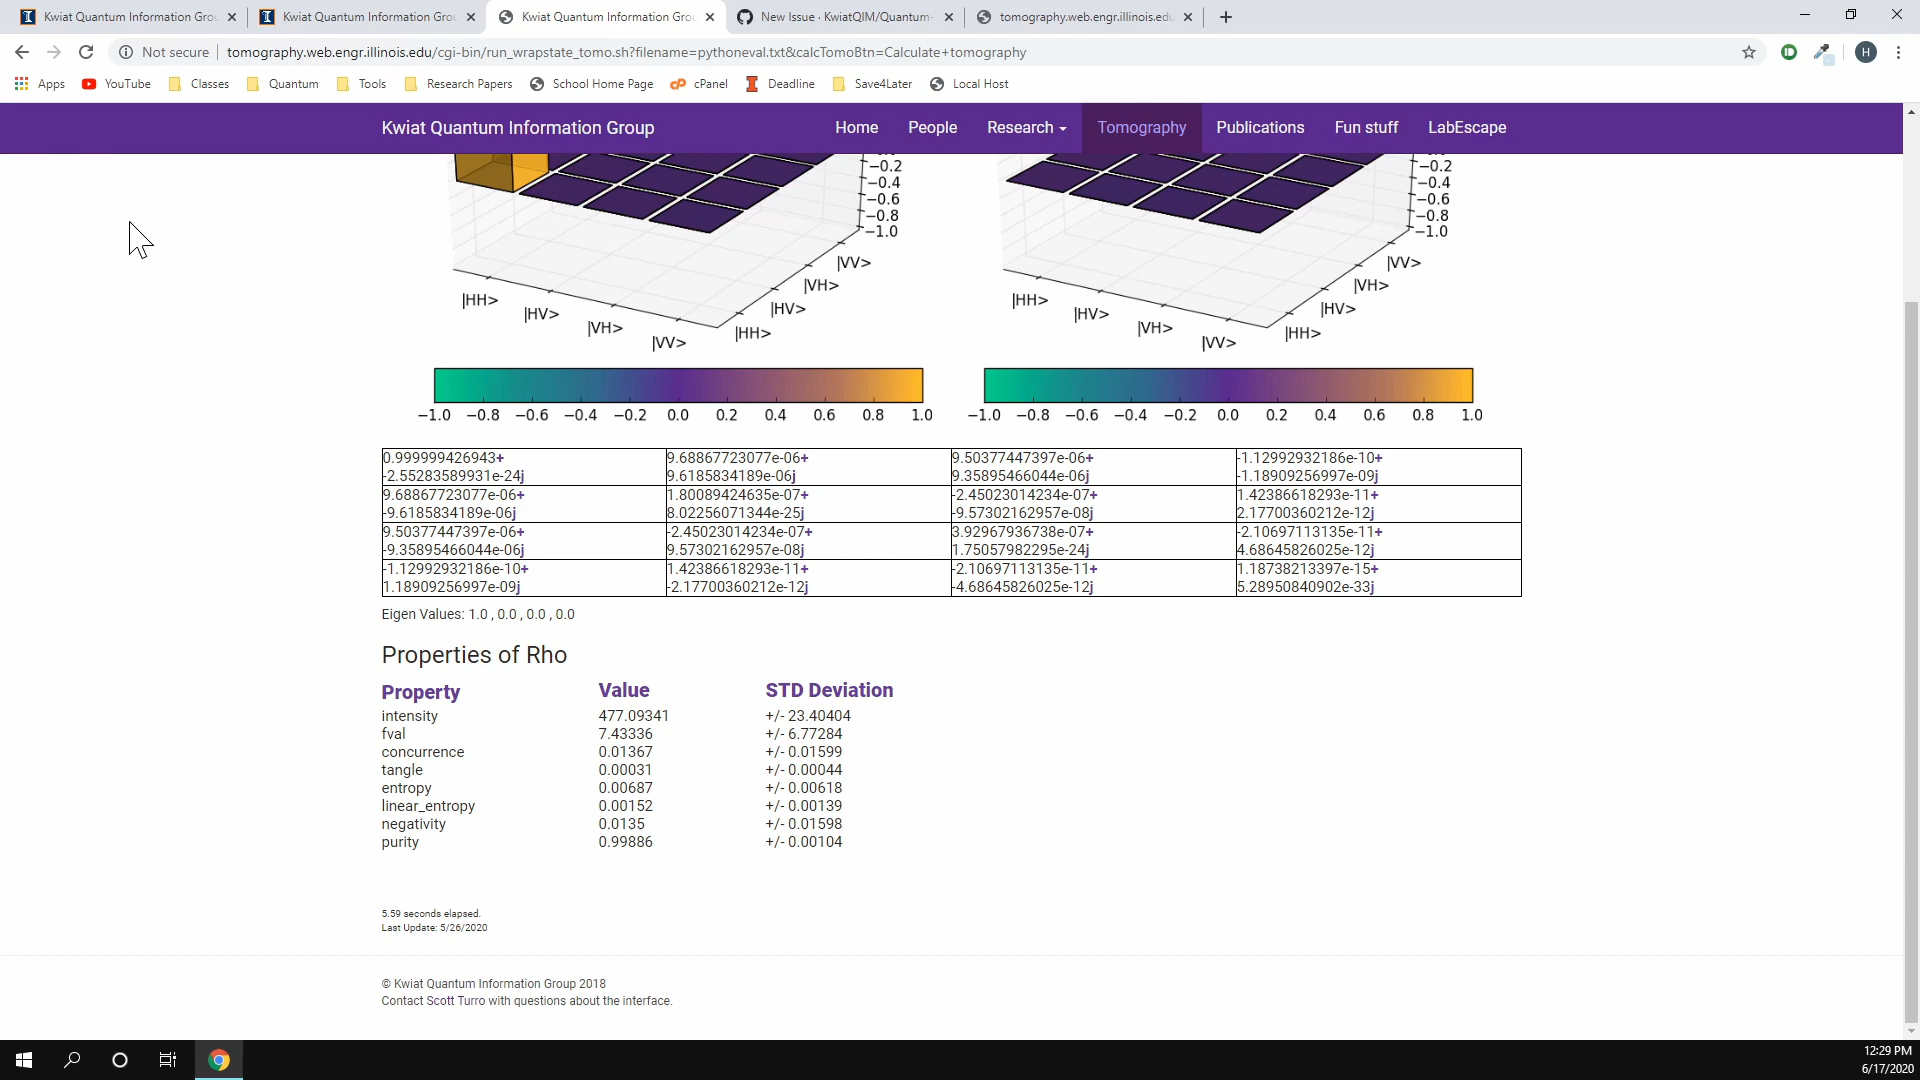 Kwiat Quantum Information Gro
Kwiat Quantum Information Gro
Kwiat Quantum Information Gro
New Issue · KwiatQIM/Quantum-
tomography.web.engr.illinois.edu
Not secure
tomography.web.engr.illinois.edu/cgi-bin/run_wrapstate_tomo.sh?filename=pythoneval.txt&calcTomoBtn=Calculate+tomography
H
Apps YouTube Classes Quantum Tools Research Papers School Home Page cPanel Deadline Save4Later Local Host
Kwiat Quantum Information Group Home People Research Tomography Publications Fun stuff LabEscape
−0.2
−0.4
−0.6
−0.8
−1.0
|VV>
|VH>
|HV>
|HH>
|HH>
|HV>
|VH>
|VV>
−0.2
−0.4
−0.6
−0.8
−1.0
|VV>
|VH>
|HV>
|HH>
|HH>
|HV>
|VH>
|VV>
−1.0 −0.8 −0.6 −0.4 −0.2 0.0 0.2 0.4 0.6 0.8 1.0
−1.0 −0.8 −0.6 −0.4 −0.2 0.0 0.2 0.4 0.6 0.8 1.0
0.999999426943+ 9.68867723077e-06+ 9.50377447397e-06+ -1.12992932186e-10+
-2.55283589931e-24j 9.6185834189e-06j 9.35895466044e-06j -1.18909256997e-09j
9.68867723077e-06+ 1.80089424635e-07+ -2.45023014234e-07+ 1.42386618293e-11+
-9.6185834189e-06j 8.02256071344e-25j -9.57302162957e-08j 2.17700360212e-12j
9.50377447397e-06+ -2.45023014234e-07+ 3.92967936738e-07+ -2.10697113135e-11+
-9.35895466044e-06j 9.57302162957e-08j 1.75057982295e-24j 4.68645826025e-12j
-1.12992932186e-10+ 1.42386618293e-11+ -2.10697113135e-11+ 1.18738213397e-15+
1.18909256997e-09j -2.17700360212e-12j -4.68645826025e-12j 5.28950840902e-33j
Eigen Values: 1.0 , 0.0 , 0.0 , 0.0
Properties of Rho
Property Value STD Deviation
intensity 477.09341 +/- 23.40404
fval 7.43336 +/- 6.77284
concurrence 0.01367 +/- 0.01599
tangle 0.00031 +/- 0.00044
entropy 0.00687 +/- 0.00618
linear_entropy 0.00152 +/- 0.00139
negativity 0.0135 +/- 0.01598
purity 0.99886 +/- 0.00104
5.59 seconds elapsed.
Last Update: 5/26/2020
© Kwiat Quantum Information Group 2018
Contact Scott Turro with questions about the interface.
12:29 PM
6/17/2020